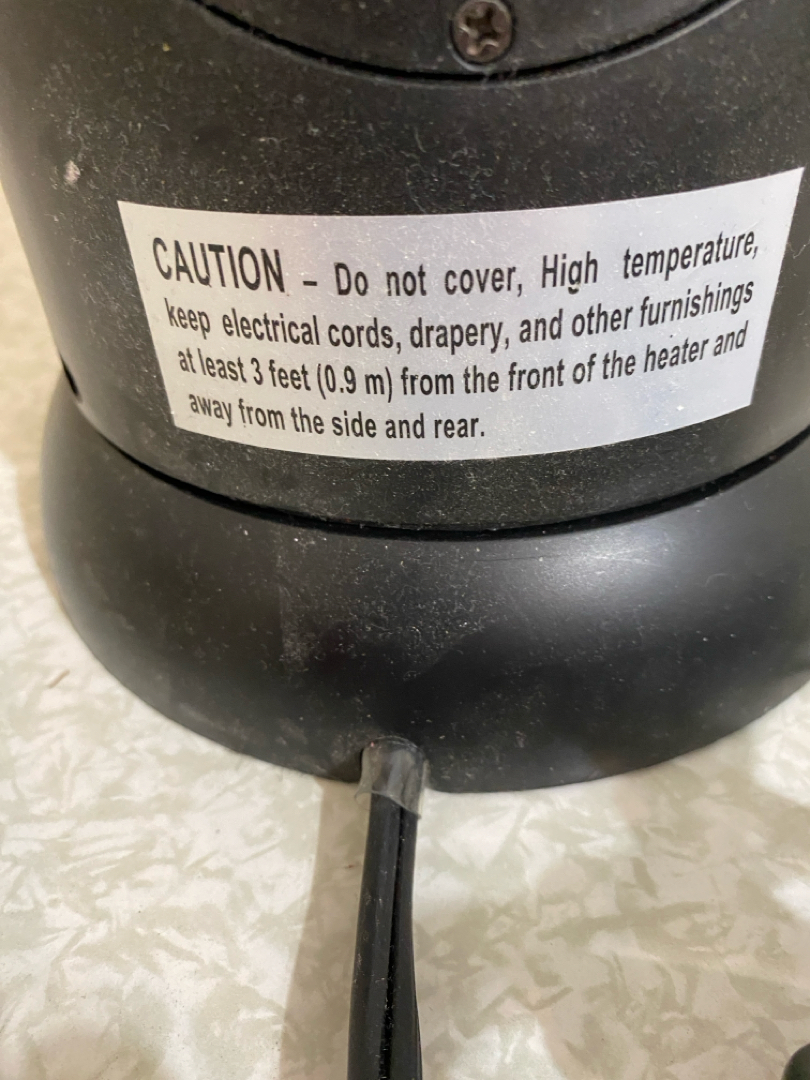 CAUTION – Do not cover, High temperature,
keep electrical cords, drapery, and other furnishings
at least 3 feet (0.9 m) from the front of the heater and
away from the side and rear.